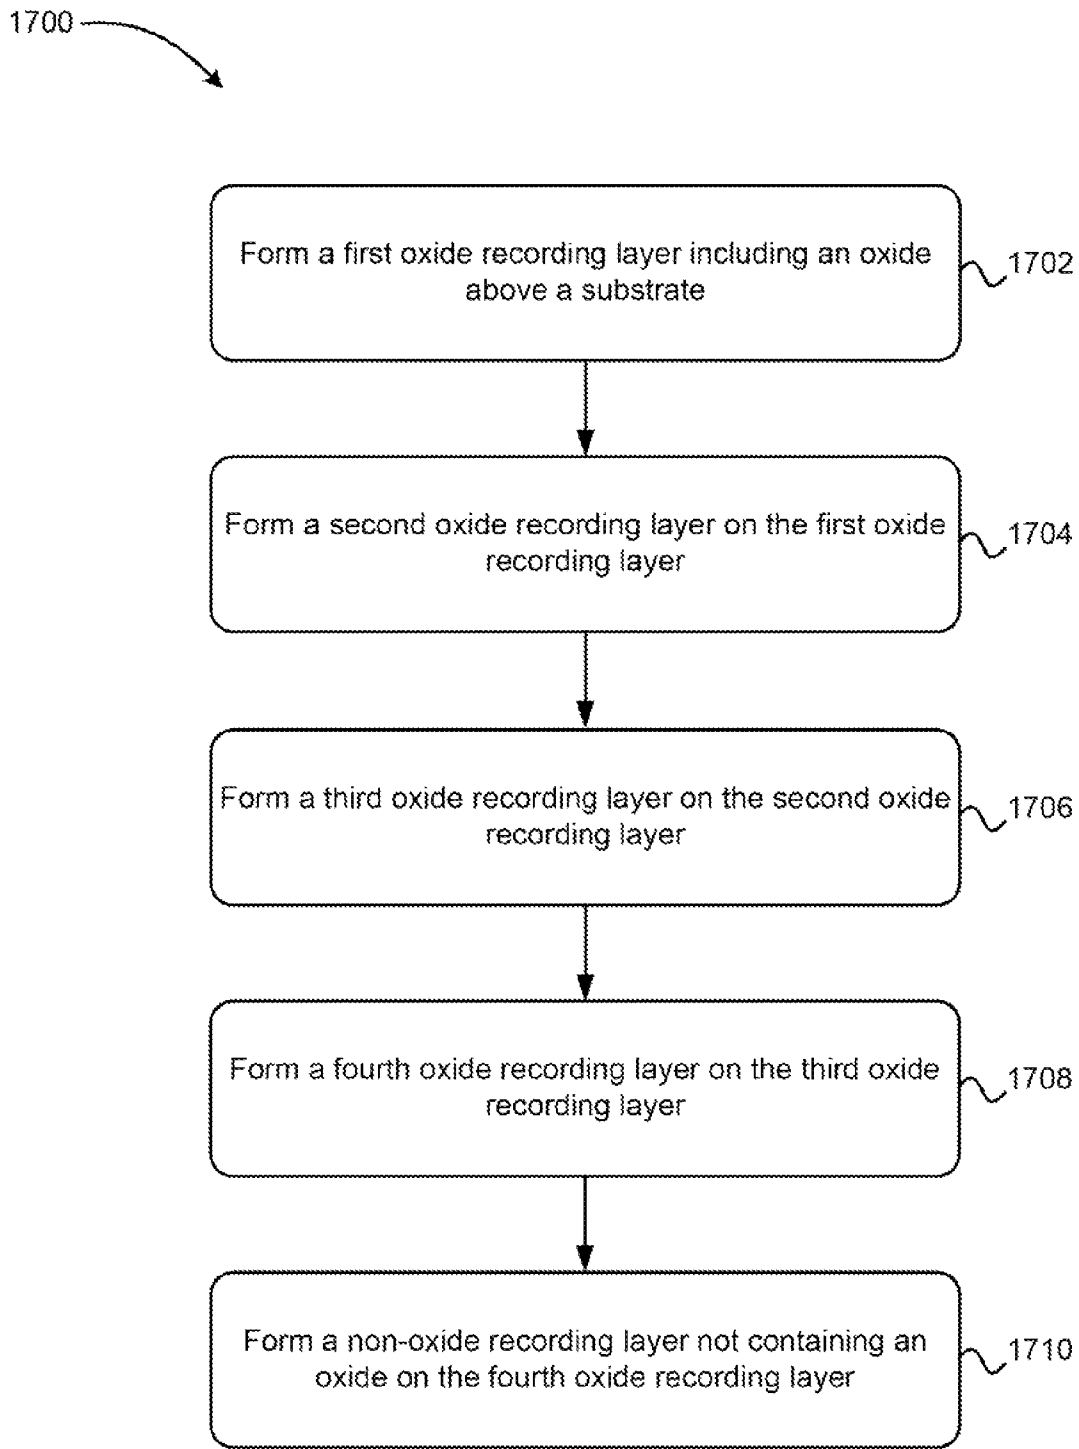 1700
Form a first oxide recording layer including an oxide
above a substrate
1702
Form a second oxide recording layer on the first oxide
recording layer
1704
Form a third oxide recording layer on the second oxide
recording layer
1706
Form a fourth oxide recording layer on the third oxide
recording layer
1708
Form a non-oxide recording layer not containing an
oxide on the fourth oxide recording layer
1710